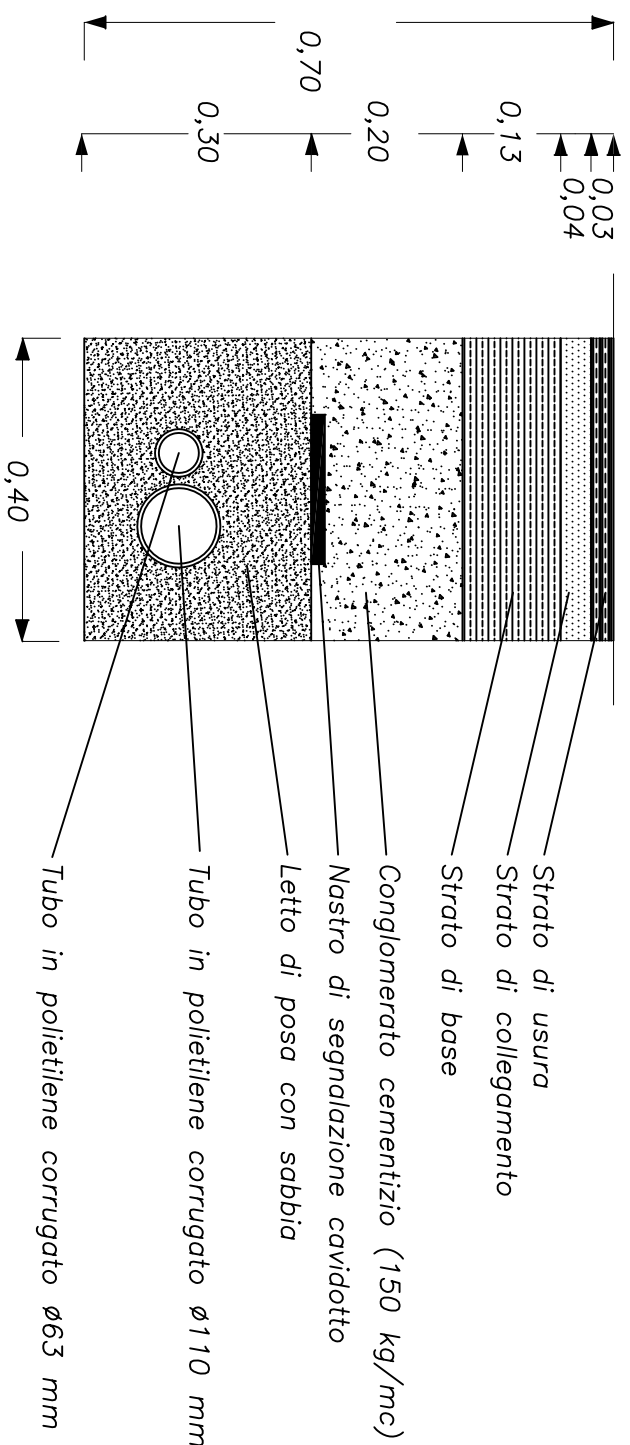 0,03
0,04
0,13
0,20
0,30
0,70
0,40
Strato di usura
Strato di collegamento
Strato di base
Conglomerato cementizio (150 kg/mc)
Nastro di segnalazione cavidotto
Letto di posa con sabbia
Tubo in polietilene corrugato ø110 mm
Tubo in polietilene corrugato ø63 mm